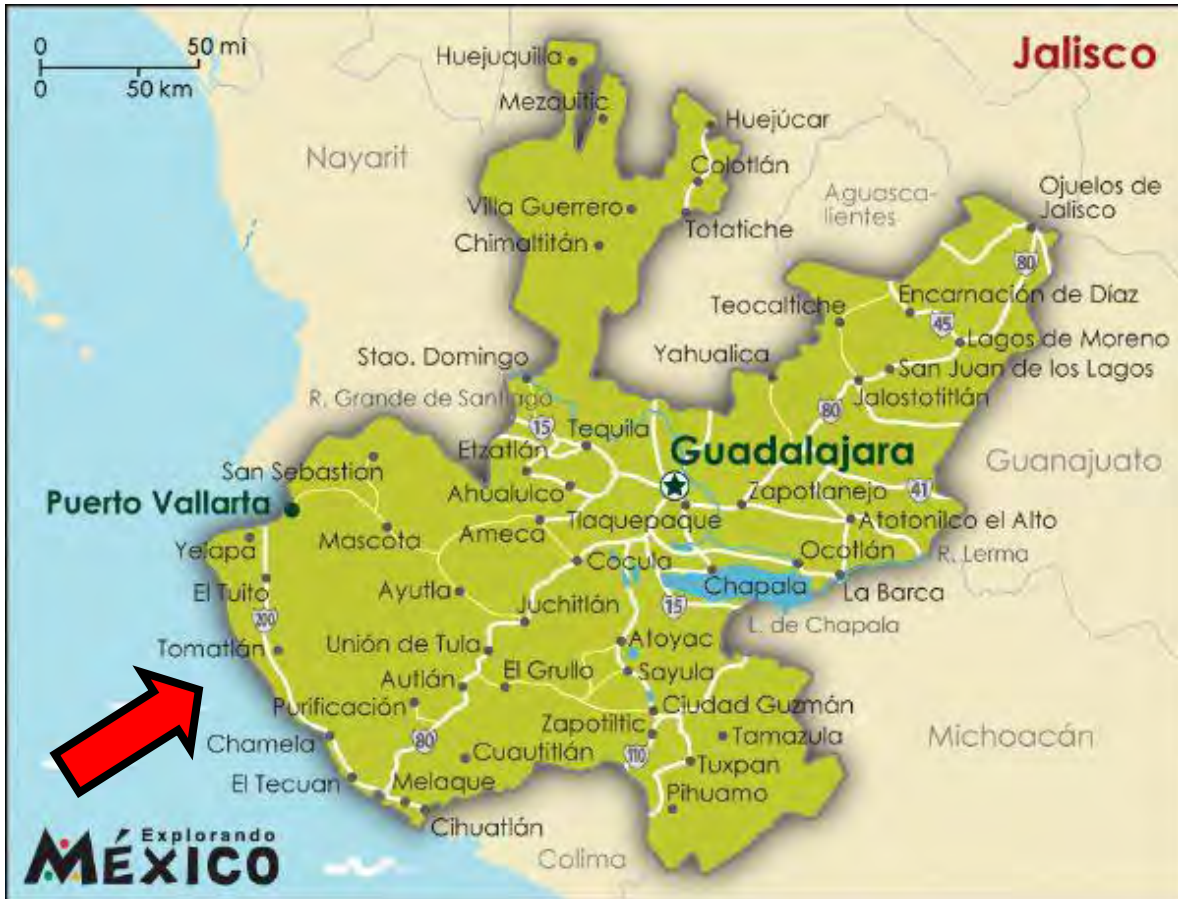 0 50 mi
0 50 km
Jalisco
Huejuquilla
Mezquitic
Huejúcar
Nayarit
Colotlán
Aguasca-
lientes
Ojuelos de
Jalisco
Villa Guerrero
Totatiche
Chimaltitán
80
Teocaltiche
Encarnación de Díaz
45
Lagos de Moreno
Stao. Domingo
Yahualica
San Juan de los Lagos
R. Grande de Santiago
Jalostotitlán
80
15
Tequila
Etzatlán
Guadalajara
Guanajuato
San Sebastion
Ahualulco
Zapotlanejo
41
Puerto Vallarta
Tlaquepaque
Atotonilco el Alto
Mascota
Ameca
Yelapa
Cocula
Ocotlán
R. Lerma
El Tuito
Ayutla
Chapala
La Barca
Juchitlán
15
200
L. de Chapala
Tomatlán
Unión de Tula
Atoyac
El Grullo
Sayula
Autlán
Purificación
Ciudad Guzmán
Zapotiltic
Chamela
80
Tamazula
Michoacán
Cuautitlán
110
Tuxpan
El Tecuan
Melaque
Pihuamo
Cihuatlán
Colima
Explorando
MÉXICO